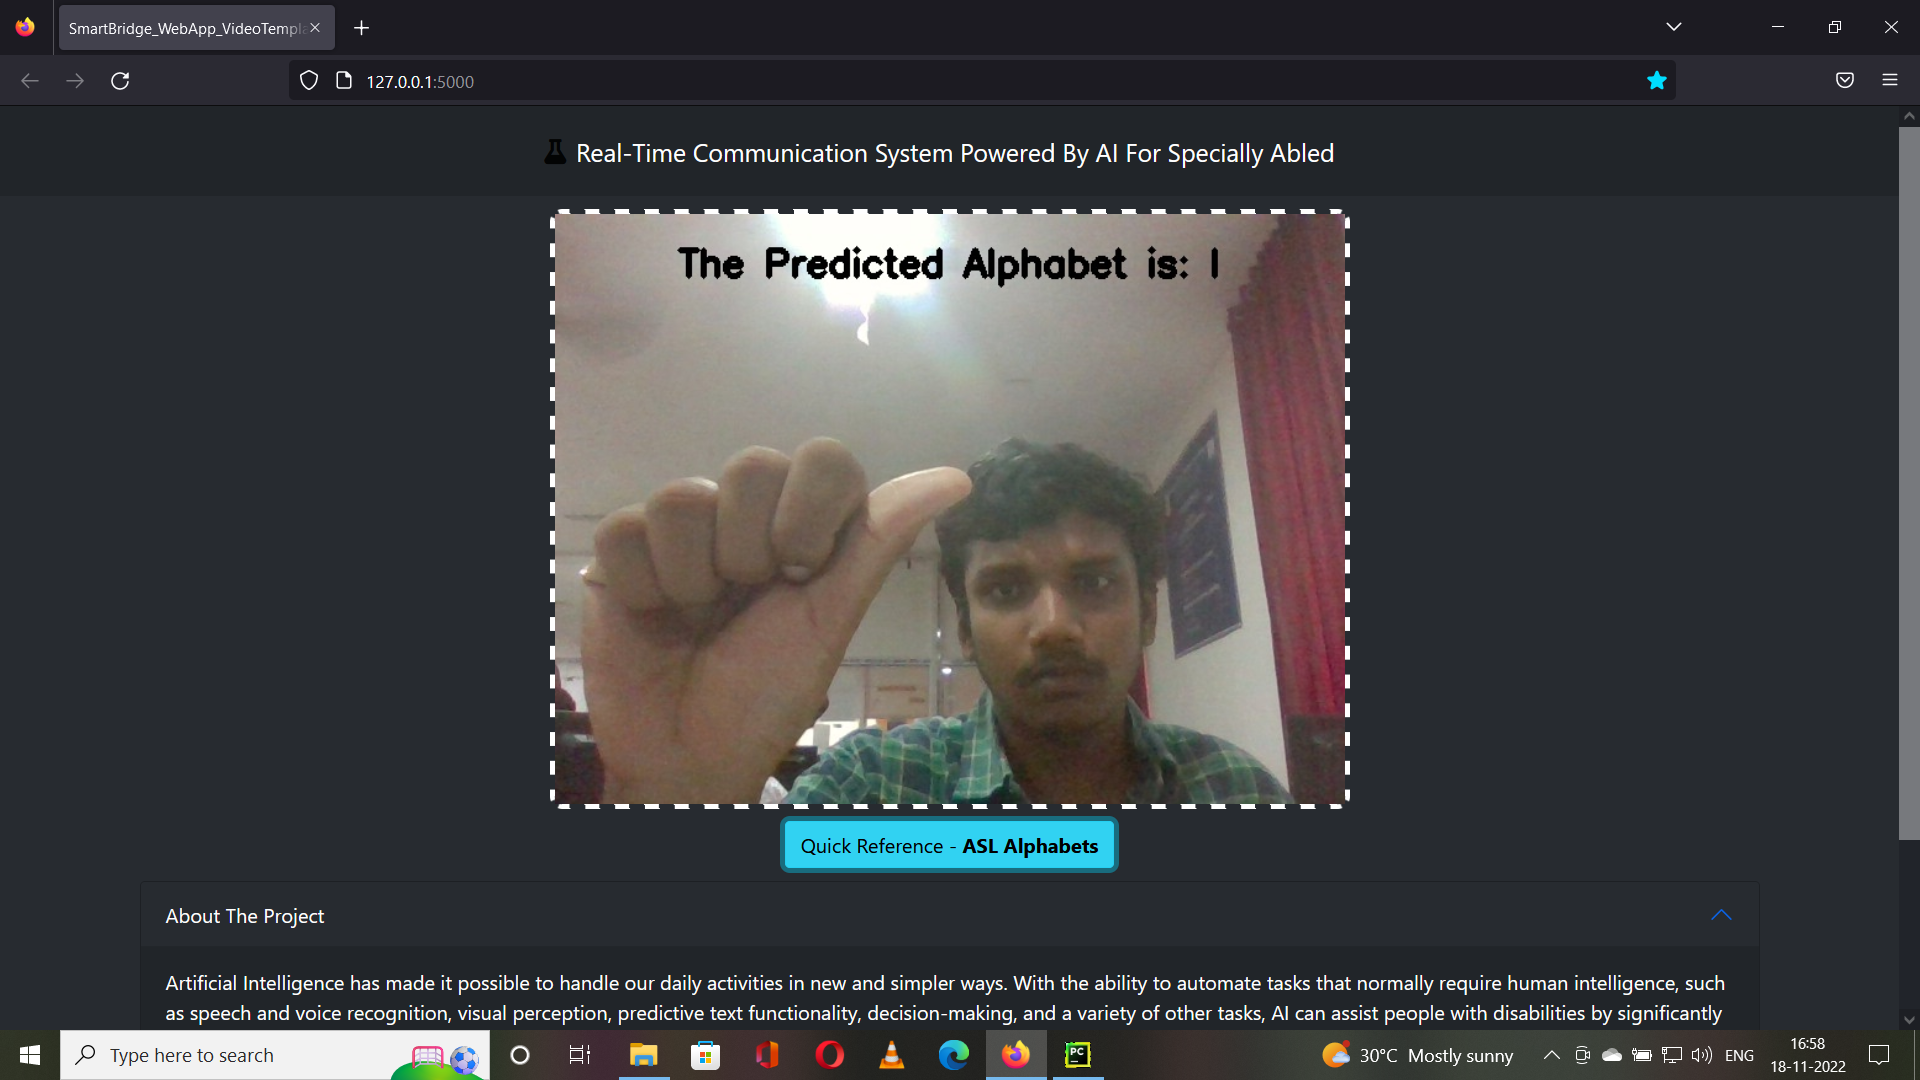 SmartBridge_WebApp_VideoTempla
127.0.0.1:5000
Real-Time Communication System Powered By AI For Specially Abled
The Predicted Alphabet is: I
Quick Reference - ASL Alphabets
About The Project
Artificial Intelligence has made it possible to handle our daily activities in new and simpler ways. With the ability to automate tasks that normally require human intelligence, such
as speech and voice recognition, visual perception, predictive text functionality, decision-making, and a variety of other tasks, AI can assist people with disabilities by significantly
Type here to search
PC
30°C Mostly sunny
ENG
16:58
18-11-2022